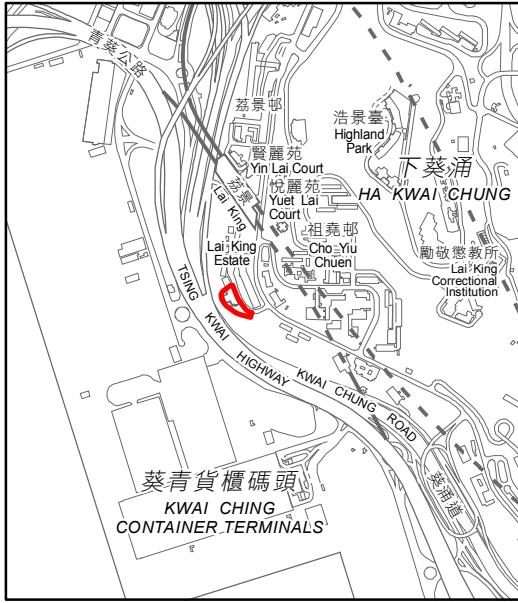 青葵公路
荔景邨
浩景臺
Highland
Park
賢麗苑
Yin Lai Court
下葵涌
HA KWAI CHUNG
悅麗苑
Yuet Lai
Court
荔景
Lai King
祖堯邨
Cho Yiu
Chuen
Lai King
Estate
勵敬懲教所
Lai King
Correctional
Institution
TSING KWAI HIGHWAY
KWAI CHUNG ROAD
葵涌道
葵青貨櫃碼頭
KWAI CHING
CONTAINER TERMINALS